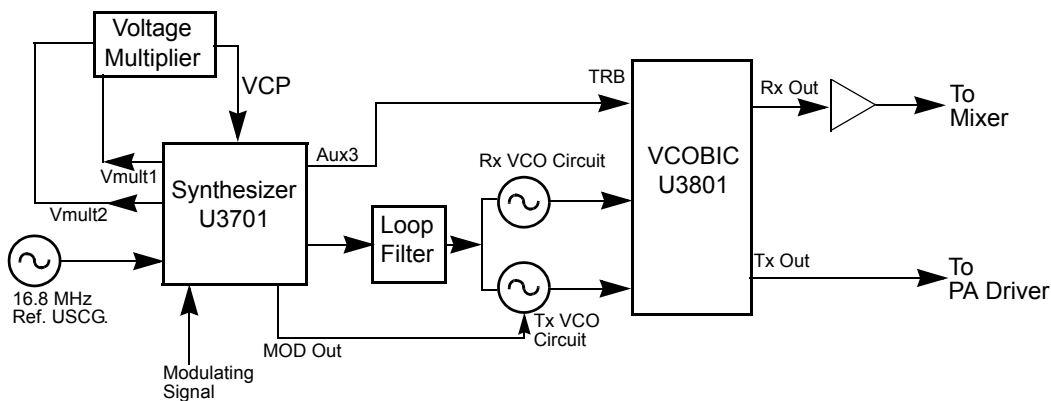 Voltage
Multiplier
VCP
TRB
Rx Out
To
Mixer
Aux3
Rx VCO Circuit
VCOBIC
U3801
Vmult1
Synthesizer
U3701
Vmult2
Loop
Filter
Tx Out
To
PA Driver
16.8 MHz
Ref. USCG.
Tx VCO
Circuit
MOD Out
Modulating
Signal